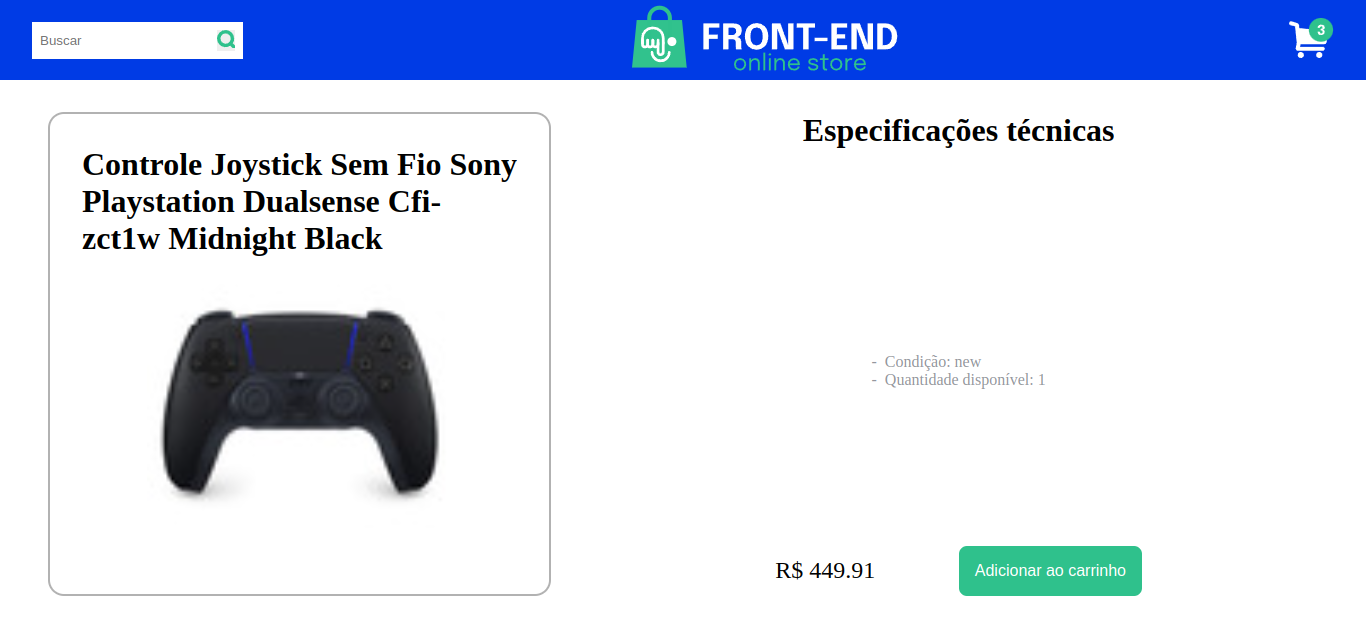 Buscar
FRONT-END
online store
3
Controle Joystick Sem Fio Sony
Playstation Dualsense Cfi-
zct1w Midnight Black
Especificações técnicas
- Condição: new
- Quantidade disponível: 1
R$ 449.91
Adicionar ao carrinho